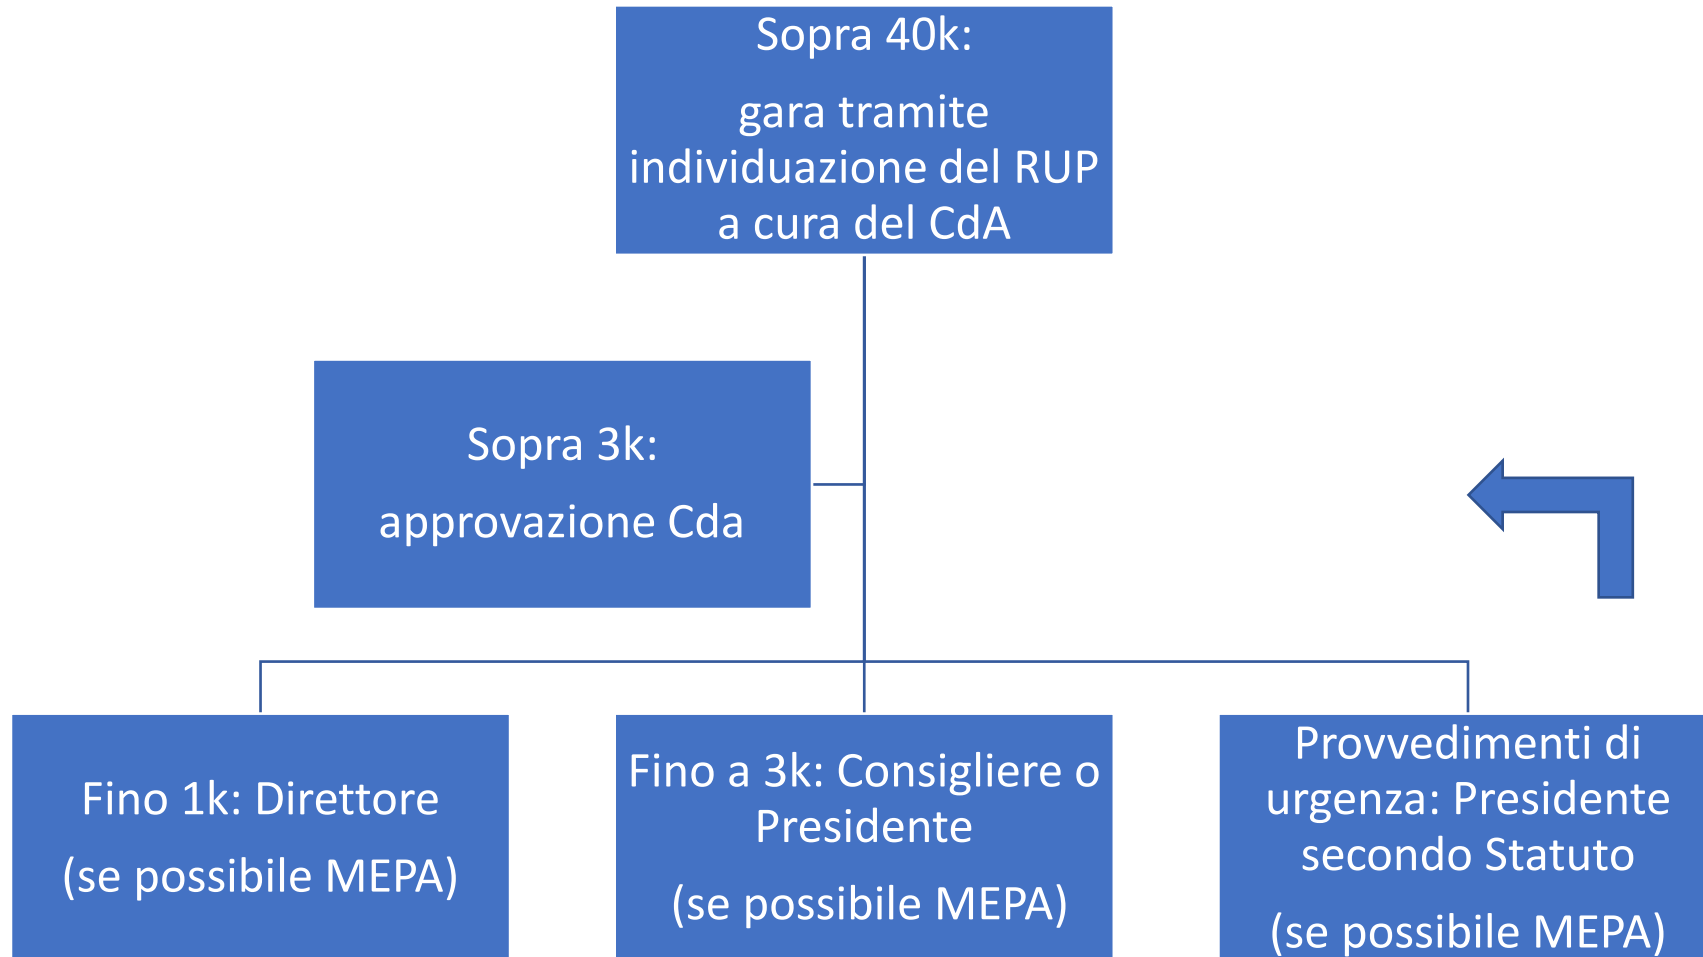 Sopra 40k:
gara tramite
individuazione del RUP
a cura del CdA
Sopra 3k:
approvazione Cda
Fino 1k: Direttore
(se possibile MEPA)
Fino a 3k: Consigliere o
Presidente
(se possibile MEPA)
Provvedimenti di
urgenza: Presidente
secondo Statuto
(se possibile MEPA)